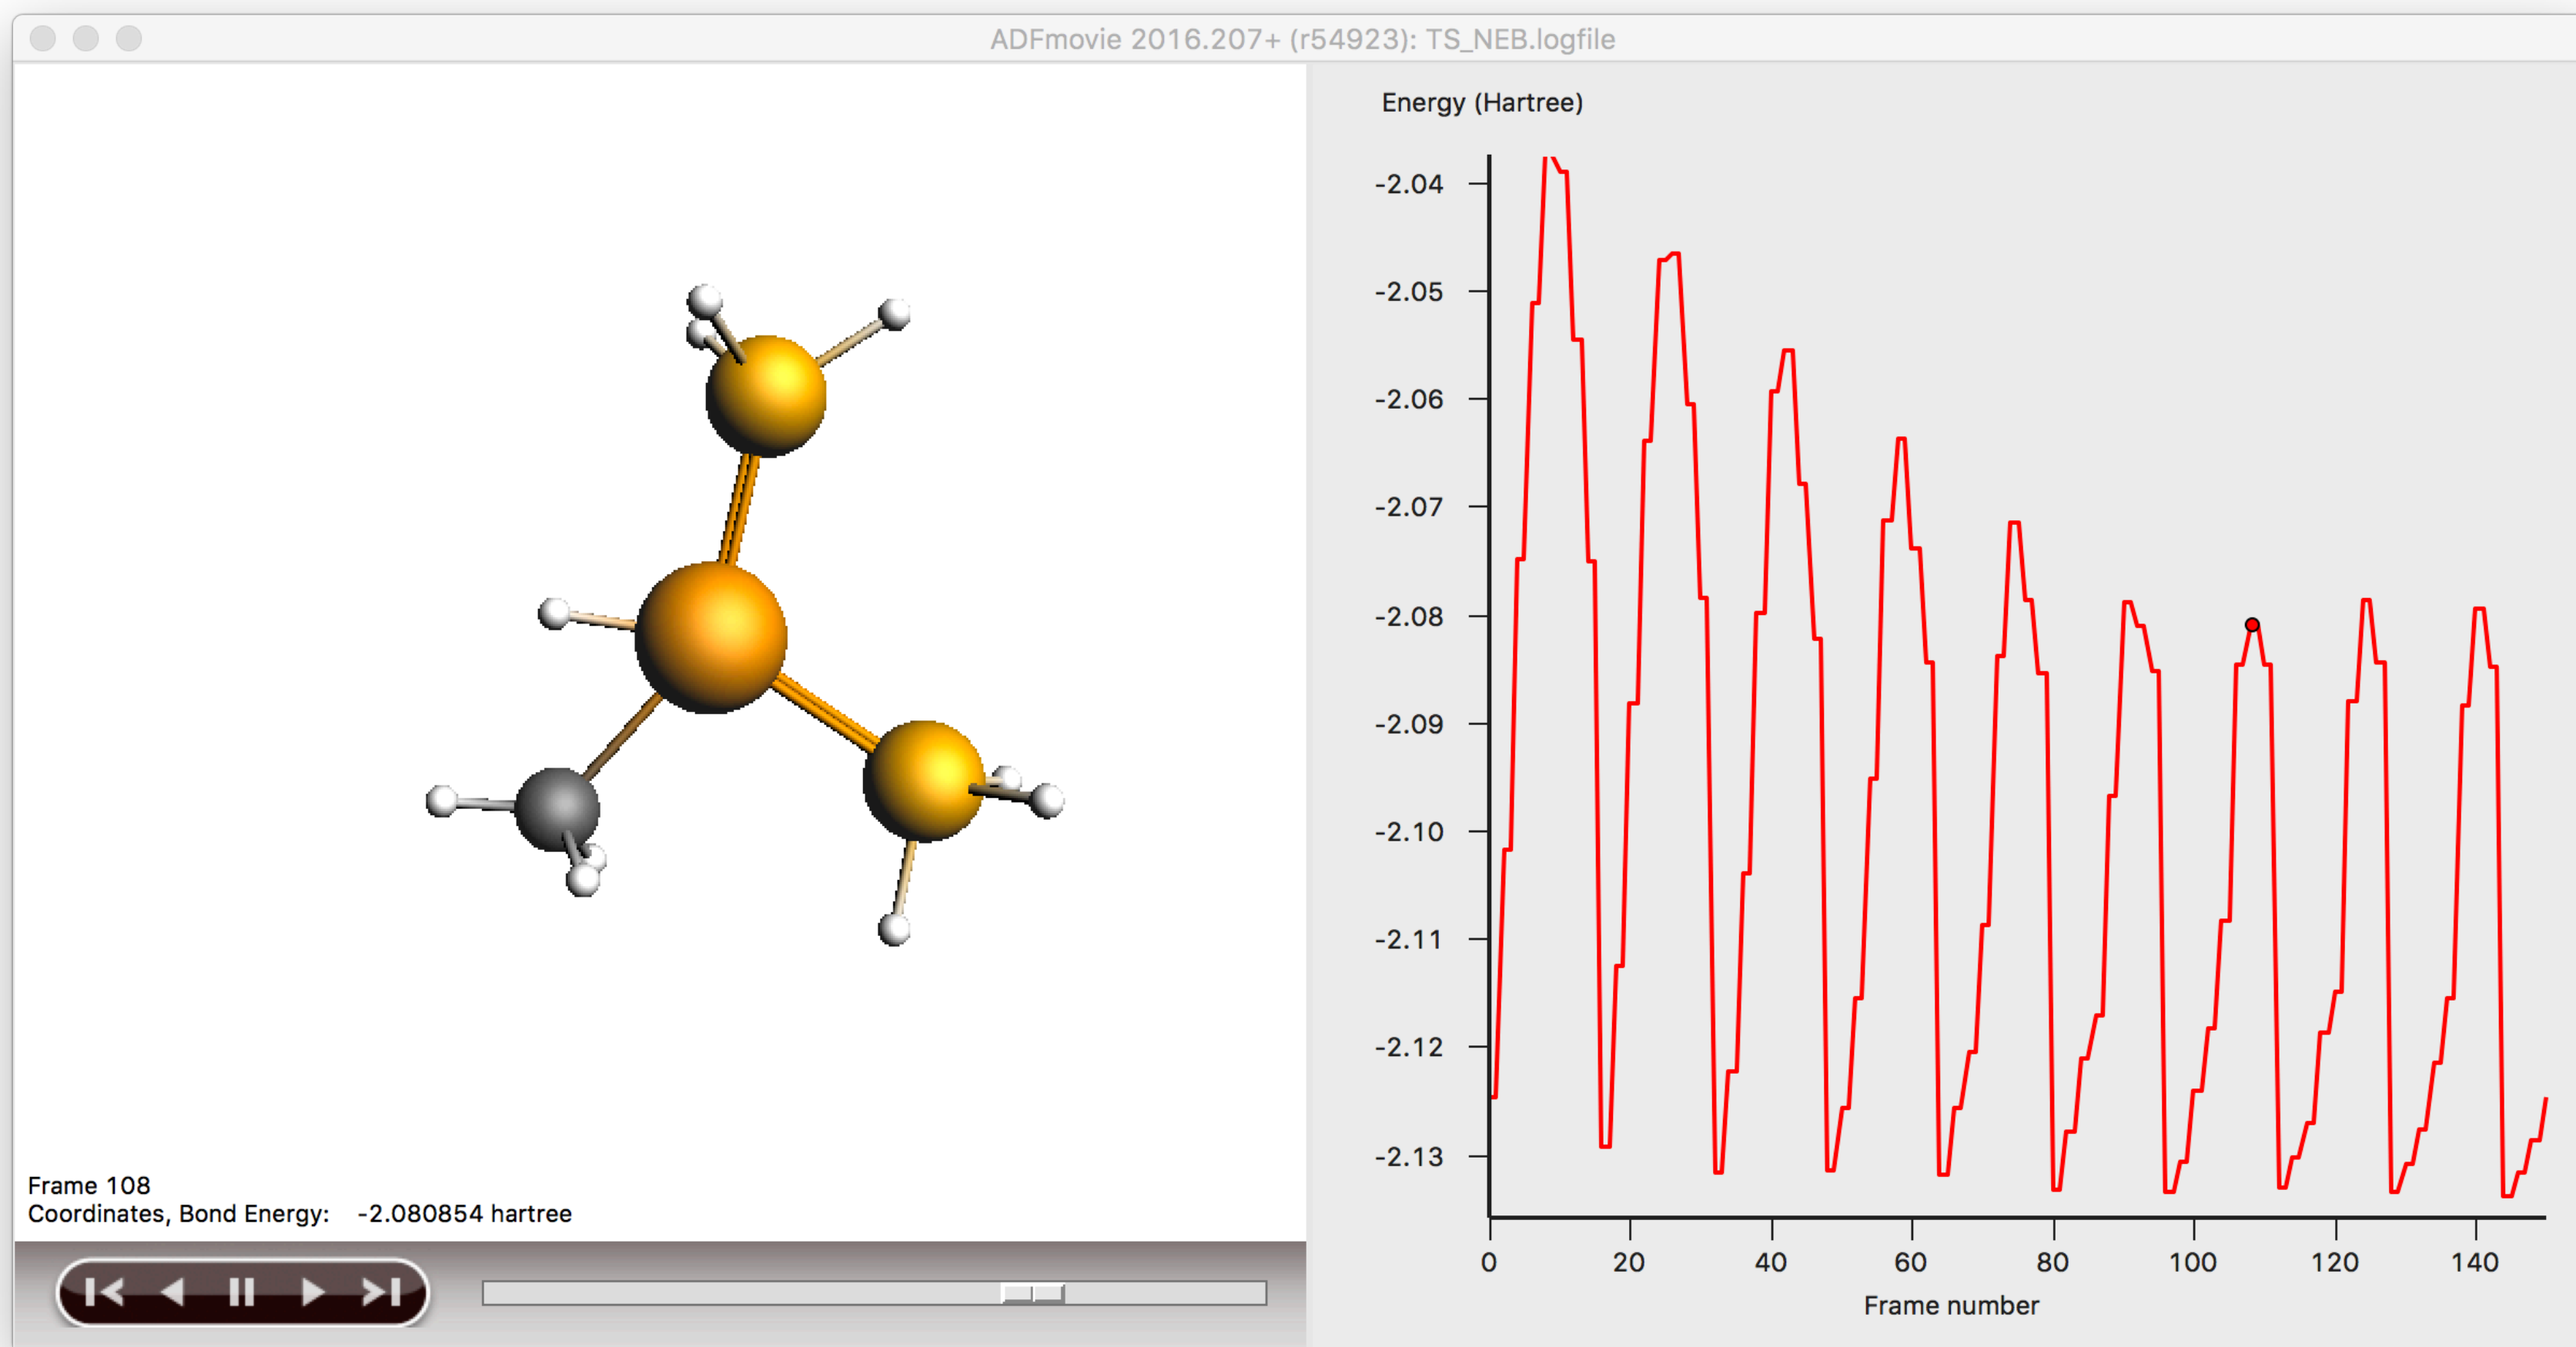 ADFmovie 2016.207+ (r54923): TS_NEB.logfile
Energy (Hartree)
-2.04
-2.05
-2.06
-2.07
-2.08
-2.09
-2.10
-2.11
-2.12
-2.13
0 20 40 60 80 100 120 140
Frame number
Frame 108
Coordinates, Bond Energy: -2.080854 hartree